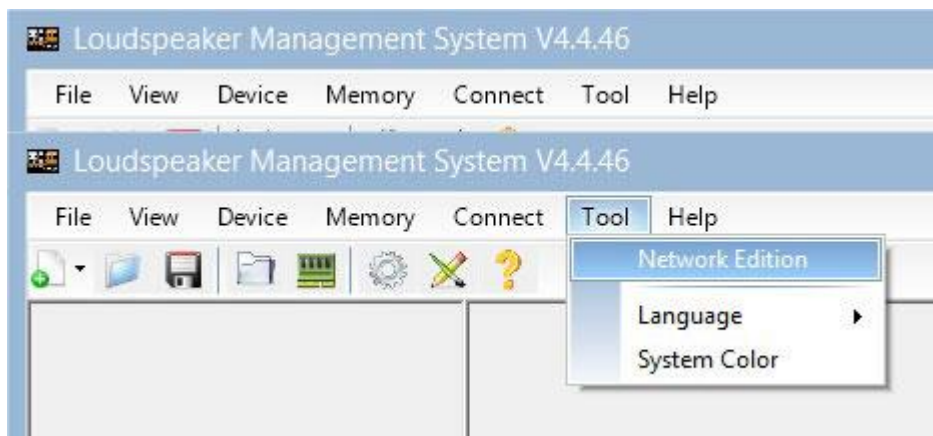 Loudspeaker Management System V4.4.46
File View Device Memory Connect Tool Help
Loudspeaker Management System V4.4.46
File View Device Memory Connect Tool Help
Network Edition
Language
System Color